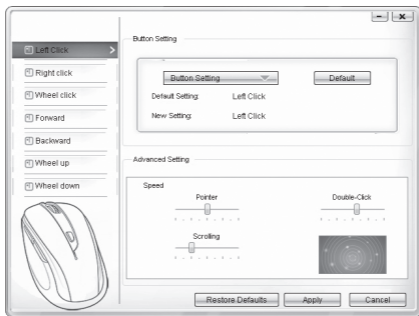 Left Click
Right click
Wheel click
Forward
Backward
Wheel up
Wheel down
Button Setting
Button Setting
Default
Default Setting: Left Click
New Setting: Left Click
Advanced Setting
Speed
Pointer
Double-Click
Scrolling
Restore Defaults
Apply
Cancel